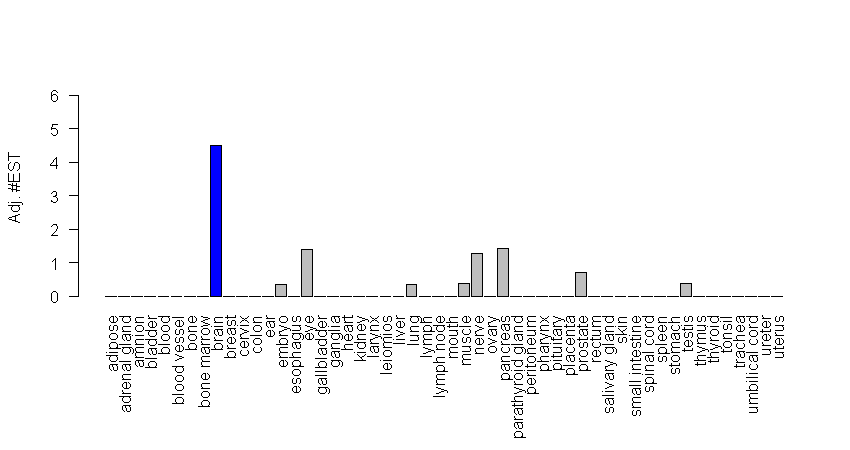 Adj. #EST
6
5
4
3
2
1
0
adipose
adrenal gland
amnion
bladder
blood
blood vessel
bone
bone marrow
brain
breast
cervix
colon
ear
embryo
esophagus
eye
gallbladder
ganglia
heart
kidney
larynx
leiomios
liver
lung
lymph
lymph node
mouth
muscle
nerve
ovary
pancreas
parathyroid gland
peritoneum
pharynx
pituitary
placenta
prostate
rectum
salivary gland
skin
small intestine
spinal cord
spleen
stomach
testis
thymus
thyroid
tonsil
trachea
umbilical cord
ureter
uterus